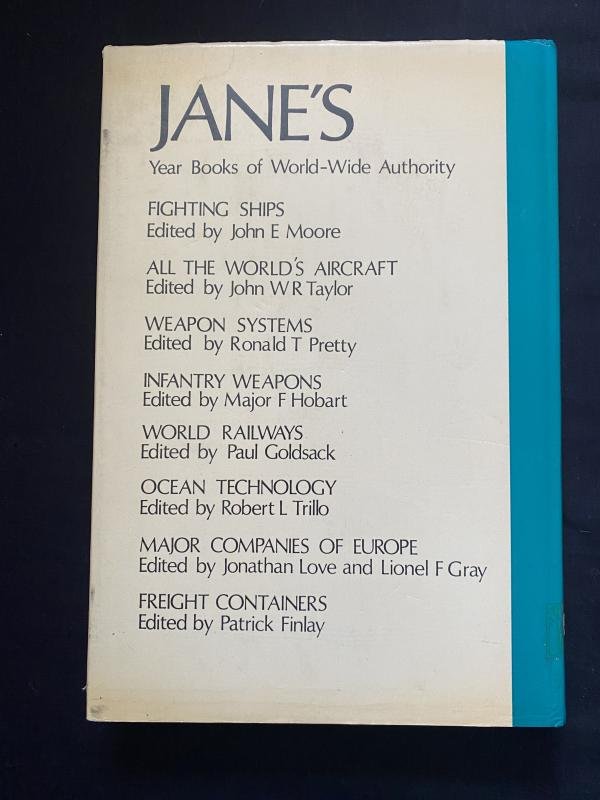 JANE'S
Year Books of World-Wide Authority
FIGHTING SHIPS
Edited by John E Moore
ALL THE WORLD'S AIRCRAFT
Edited by John W R Taylor
WEAPON SYSTEMS
Edited by Ronald T Pretty
INFANTRY WEAPONS
Edited by Major F Hobart
WORLD RAILWAYS
Edited by Paul Goldsack
OCEAN TECHNOLOGY
Edited by Robert L Trillo
MAJOR COMPANIES OF EUROPE
Edited by Jonathan Love and Lionel F Gray
FREIGHT CONTAINERS
Edited by Patrick Finlay